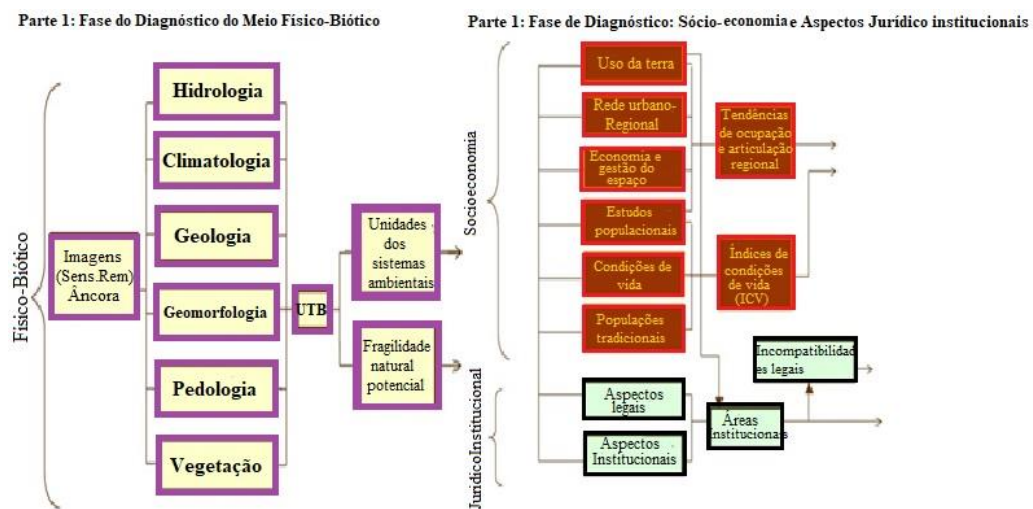 Parte 1: Fase do Diagnóstico do Meio Físico-Biótico
Físico-Biótico
Imagens
(Sens.Rem)
Âncora
Hidrologia
Climatologia
Geologia
Geomorfologia
Pedologia
Vegetação
UTB
Unidades
dos
sistemas
ambientais
Fragilidade
natural
potencial
Parte 1: Fase de Diagnóstico: Sócio-economia e Aspectos Jurídico institucionais
Socioeconomia
Uso da terra
Rede urbano-
Regional
Economia e
gestão do
espaço
Estudos
populacionais
Condições de
vida
Populações
tradicionais
Tendências
de ocupação
e articulação
regional
Índices de
condições
de vida
(ICV)
JurídicoInstitucional
Aspectos
legais
Aspectos
Institucionais
Áreas
Institucionais
Incompatibilidad
es legais